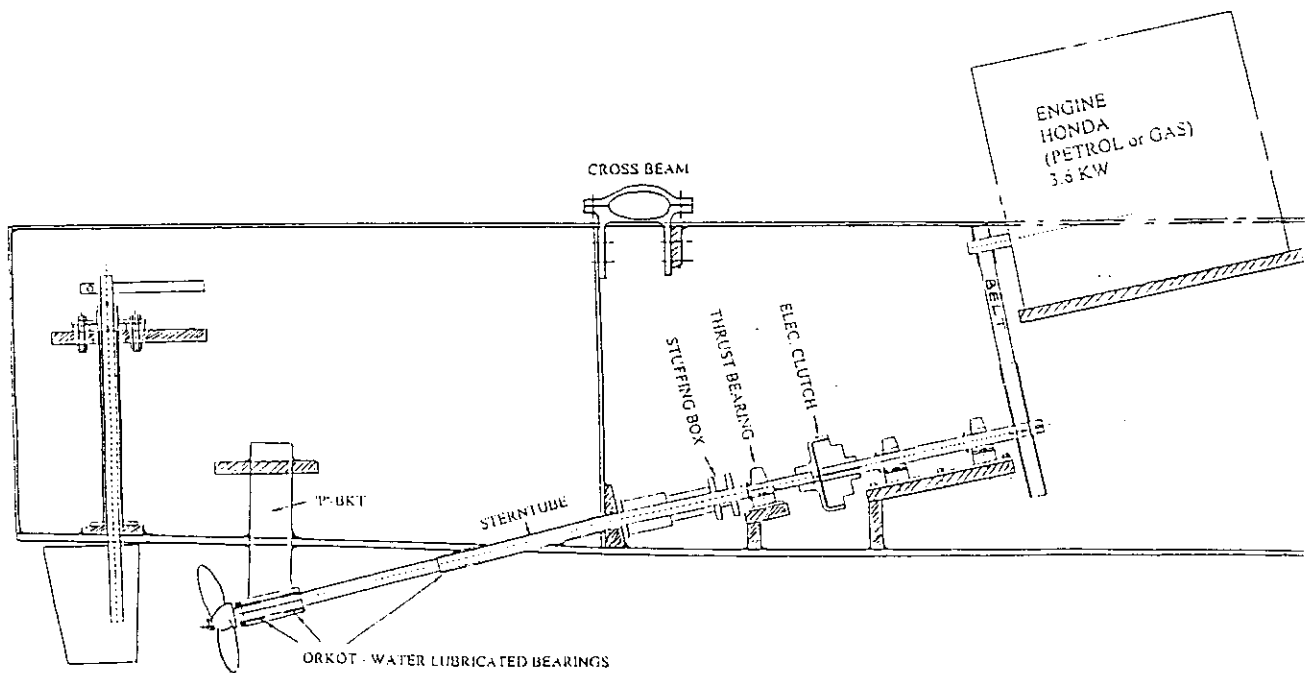 ENGINE
HONDA
(PETROL or GAS)
3.6 KW
CROSS BEAM
BELT
ELEC. CLUTCH
THRUST BEARING
STUFFING BOX
'P'-BKT
STERNTUBE
ORKOT - WATER LUBRICATED BEARINGS